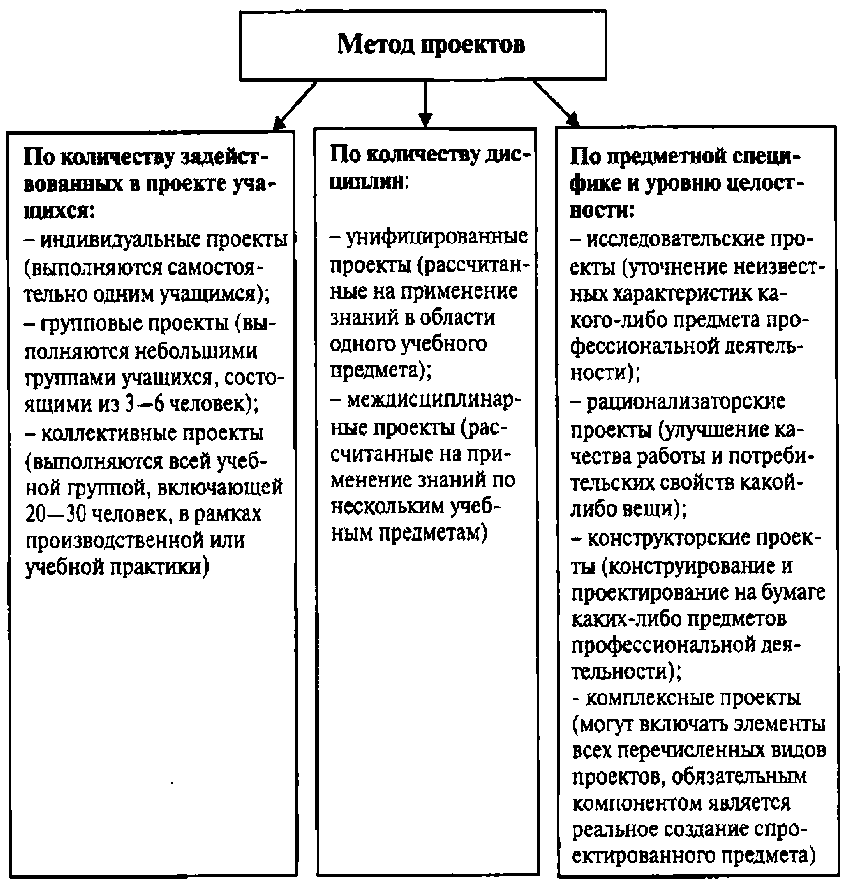 Метод проектов
По количеству задейст-
вованных в проекте уча-
щихся:
– индивидуальные проекты
(выполняются самостоя-
тельно одним учащимся);
– групповые проекты (вы-
полняются небольшими
группами учащихся, состо-
ящими из 3—6 человек);
– коллективные проекты
(выполняются всей учеб-
ной группой, включающей
20—30 человек, в рамках
производственной или
учебной практики)
По количеству дис-
циплин:
– унифицированные
проекты (рассчитан-
ные на применение
знаний в области
одного учебного
предмета);
– междисциплинар-
ные проекты (рас-
считанные на при-
менение знаний по
нескольким учеб-
ным предметам)
По предметной специ-
фике и уровню целост-
ности:
– исследовательские про-
екты (уточнение неизвест-
ных характеристик ка-
кого-либо предмета про-
фессиональной деятель-
ности);
– рационализаторские
проекты (улучшение ка-
чества работы и потреби-
тельских свойств какой-
либо вещи);
– конструкторские проек-
ты (конструирование и
проектирование на бумаге
каких-либо предметов
профессиональной дея-
тельности);
- комплексные проекты
(могут включать элементы
всех перечисленных видов
проектов, обязательным
компонентом является
реальное создание спро-
ектированного предмета)